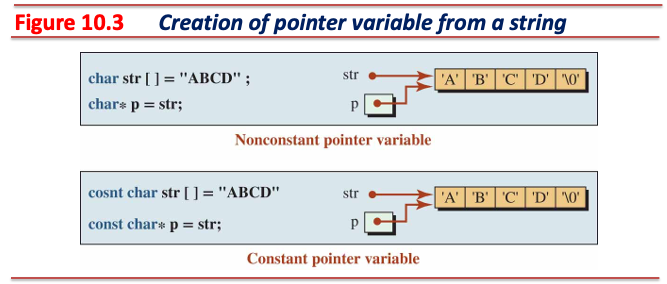 Figure 10.3 Creation of pointer variable from a string
char str [ ] = "ABCD" ;
char* p = str;
str
p
'A' 'B' 'C' 'D' '\0'
Nonconstant pointer variable
cosnt char str [ ] = "ABCD"
const char* p = str;
str
p
'A' 'B' 'C' 'D' '\0'
Constant pointer variable